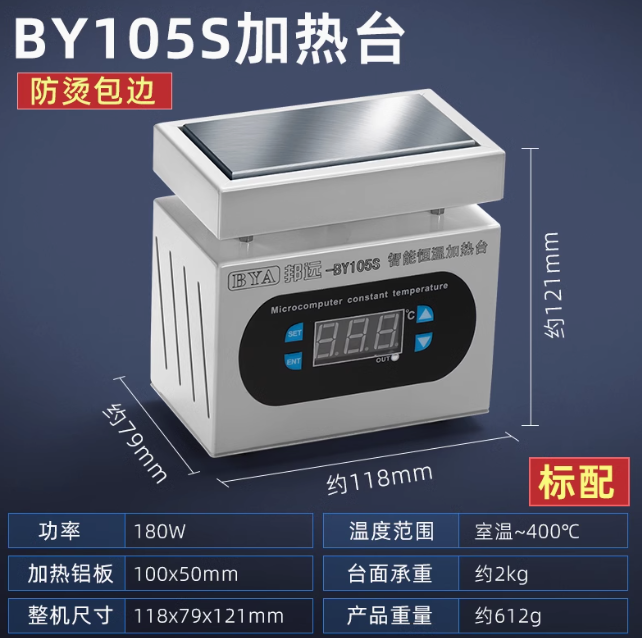 BY105S加热台
防烫包边
BYA 邦远-BY105S 智能恒温加热台
Microcomputer constant temperature
SET
ENT
8.8.8.
℃
OUT
约121mm
约79mm
约118mm
标配
功率 180W 温度范围 室温~400℃
加热铝板 100x50mm 台面承重 约2kg
整机尺寸 118x79x121mm 产品重量 约612g